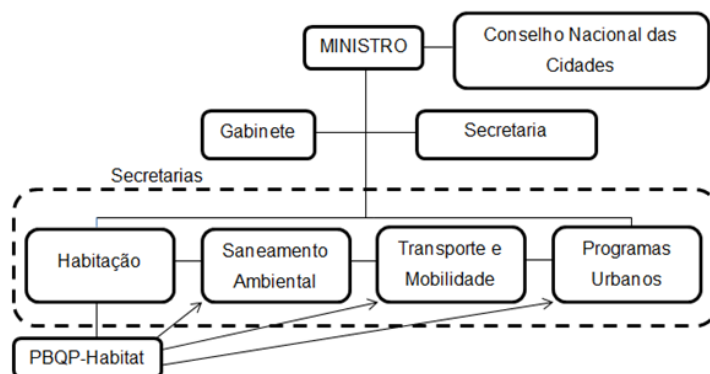 MINISTRO
Conselho Nacional das
Cidades
Gabinete
Secretaria
Secretarias
Habitação
Saneamento
Ambiental
Transporte e
Mobilidade
Programas
Urbanos
PBQP-Habitat